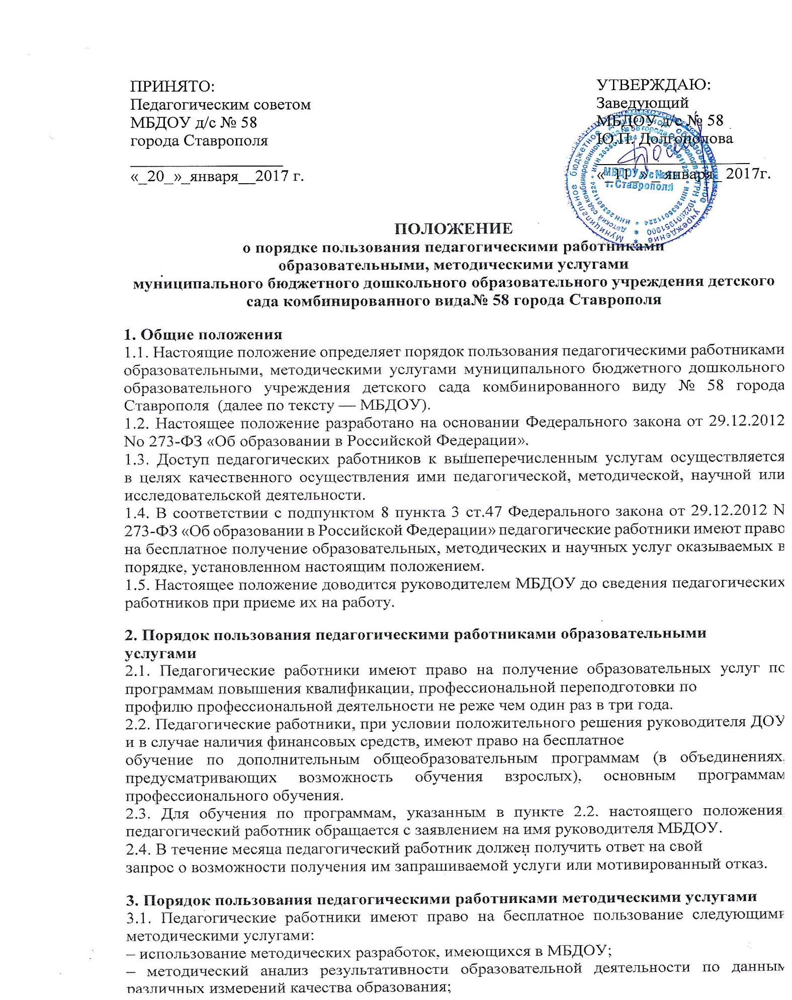 ПРИНЯТО:
Педагогическим советом
МБДОУ д/с № 58
города Ставрополя
«_20_»_января__2017 г.
УТВЕРЖДАЮ:
Заведующий
МБДОУ д/с № 58
Ю.П. Долгополова
«_11_»_ января_ 2017г.
МБДОУ д/с № 58
г. Ставрополя
ПОЛОЖЕНИЕ
о порядке пользования педагогическими работниками
образовательными, методическими услугами
муниципального бюджетного дошкольного образовательного учреждения детского
сада комбинированного вида№ 58 города Ставрополя
1. Общие положения
1.1. Настоящие положение определяет порядок пользования педагогическими работниками
образовательными, методическими услугами муниципального бюджетного дошкольного
образовательного учреждения детского сада комбинированного виду № 58 города
Ставрополя (далее по тексту — МБДОУ).
1.2. Настоящее положение разработано на основании Федерального закона от 29.12.2012
No 273-ФЗ «Об образовании в Российской Федерации».
1.3. Доступ педагогических работников к вышеперечисленным услугам осуществляется
в целях качественного осуществления ими педагогической, методической, научной или
исследовательской деятельности.
1.4. В соответствии с подпунктом 8 пункта 3 ст.47 Федерального закона от 29.12.2012 N
273-ФЗ «Об образовании в Российской Федерации» педагогические работники имеют право
на бесплатное получение образовательных, методических и научных услуг оказываемых в
порядке, установленном настоящим положением.
1.5. Настоящее положение доводится руководителем МБДОУ до сведения педагогических
работников при приеме их на работу.
2. Порядок пользования педагогическими работниками образовательными
услугами
2.1. Педагогические работники имеют право на получение образовательных услуг по
программам повышения квалификации, профессиональной переподготовки по
профилю профессиональной деятельности не реже чем один раз в три года.
2.2. Педагогические работники, при условии положительного решения руководителя ДОУ
и в случае наличия финансовых средств, имеют право на бесплатное
обучение по дополнительным общеобразовательным программам (в объединениях,
предусматривающих возможность обучения взрослых), основным программам
профессионального обучения.
2.3. Для обучения по программам, указанным в пункте 2.2. настоящего положения,
педагогический работник обращается с заявлением на имя руководителя МБДОУ.
2.4. В течение месяца педагогический работник должен получить ответ на свой
запрос о возможности получения им запрашиваемой услуги или мотивированный отказ.
3. Порядок пользования педагогическими работниками методическими услугами
3.1. Педагогические работники имеют право на бесплатное пользование следующими
методическими услугами:
– использование методических разработок, имеющихся в МБДОУ;
– методический анализ результативности образовательной деятельности по данным
различных измерений качества образования;